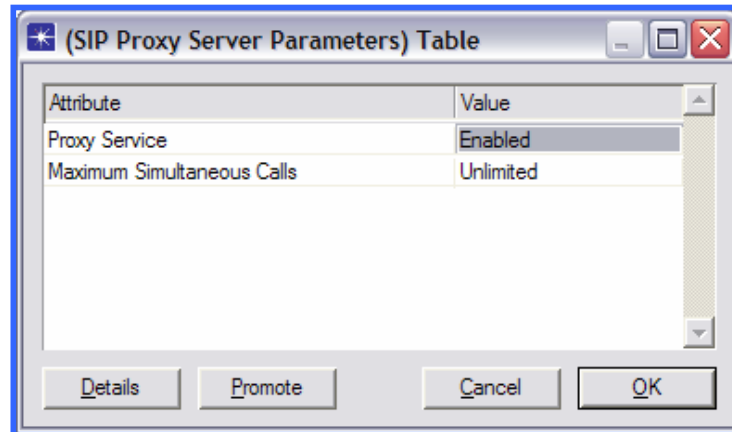 (SIP Proxy Server Parameters) Table
Attribute Value
Proxy Service Enabled
Maximum Simultaneous Calls Unlimited
Details Promote Cancel OK